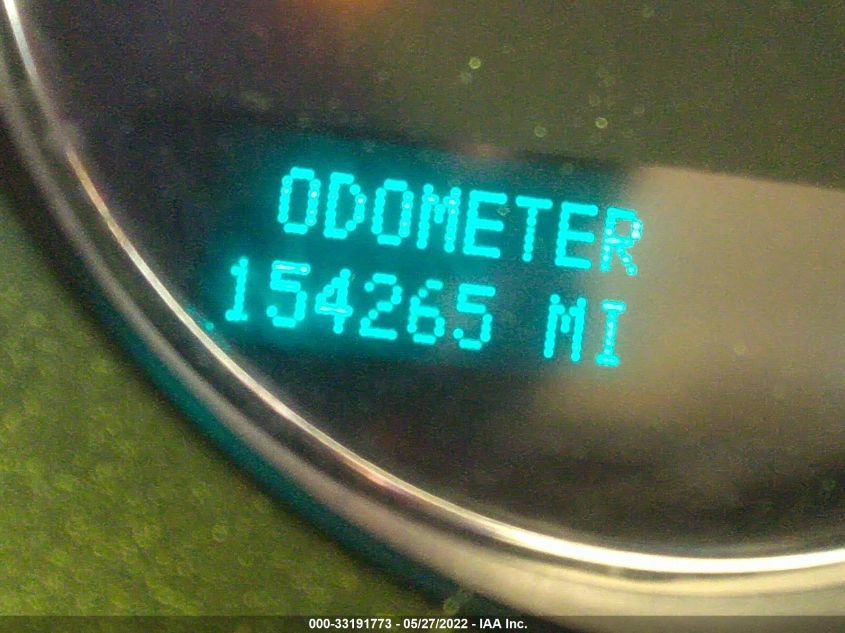 ODOMETER
154265 MI
000-33191773 - 05/27/2022 - IAA Inc.